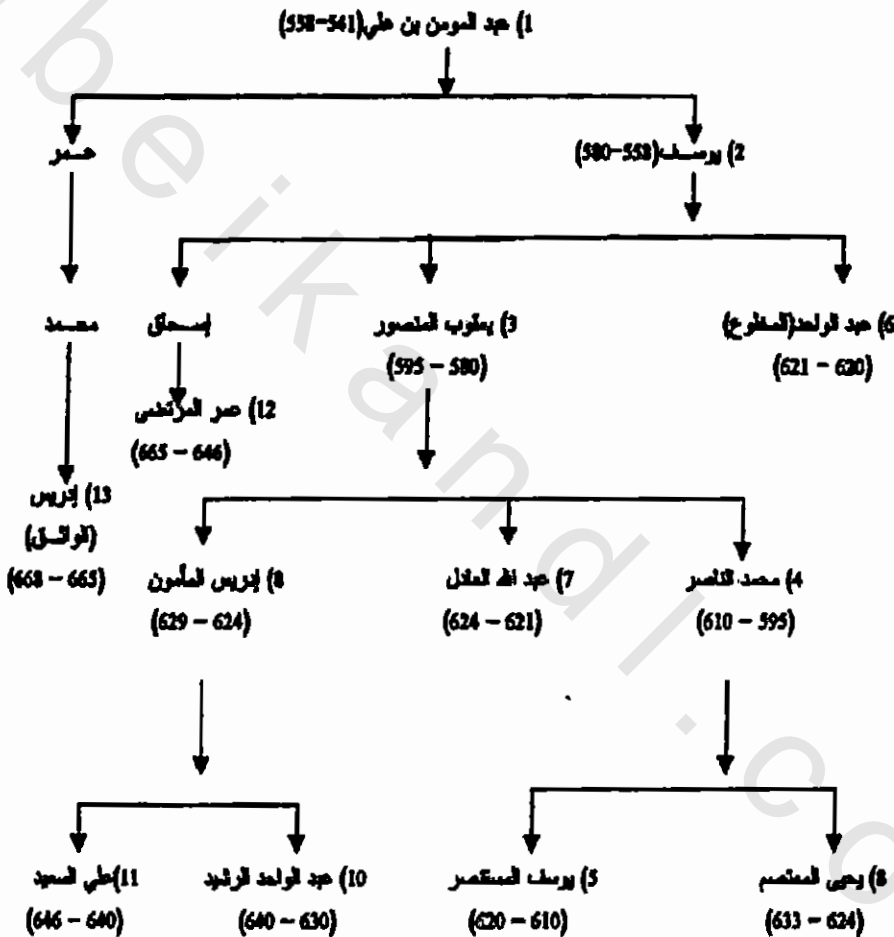 1) عبد المومن بن علي(541-558)
2) يوسف(558-580)
عمر
6) عبد الواحد(المخلوع)
(620 – 621)
3) يعقوب المنصور
(580 – 595)
إسحاق
محمد
12) عمر المرتضى
(646 – 665)
13) إدريس
(الواثق)
(665 – 668)
4) محمد الناصر
(595 – 610)
7) عبد الله العادل
(621 – 624)
8) إدريس المأمون
(624 – 629)
8) يحيى المعتصم
(624 – 633)
5) يوسف المستنصر
(610 – 620)
10) عبد الواحد الرشيد
(630 – 640)
11)علي السعيد
(640 – 646)
beikandl.c